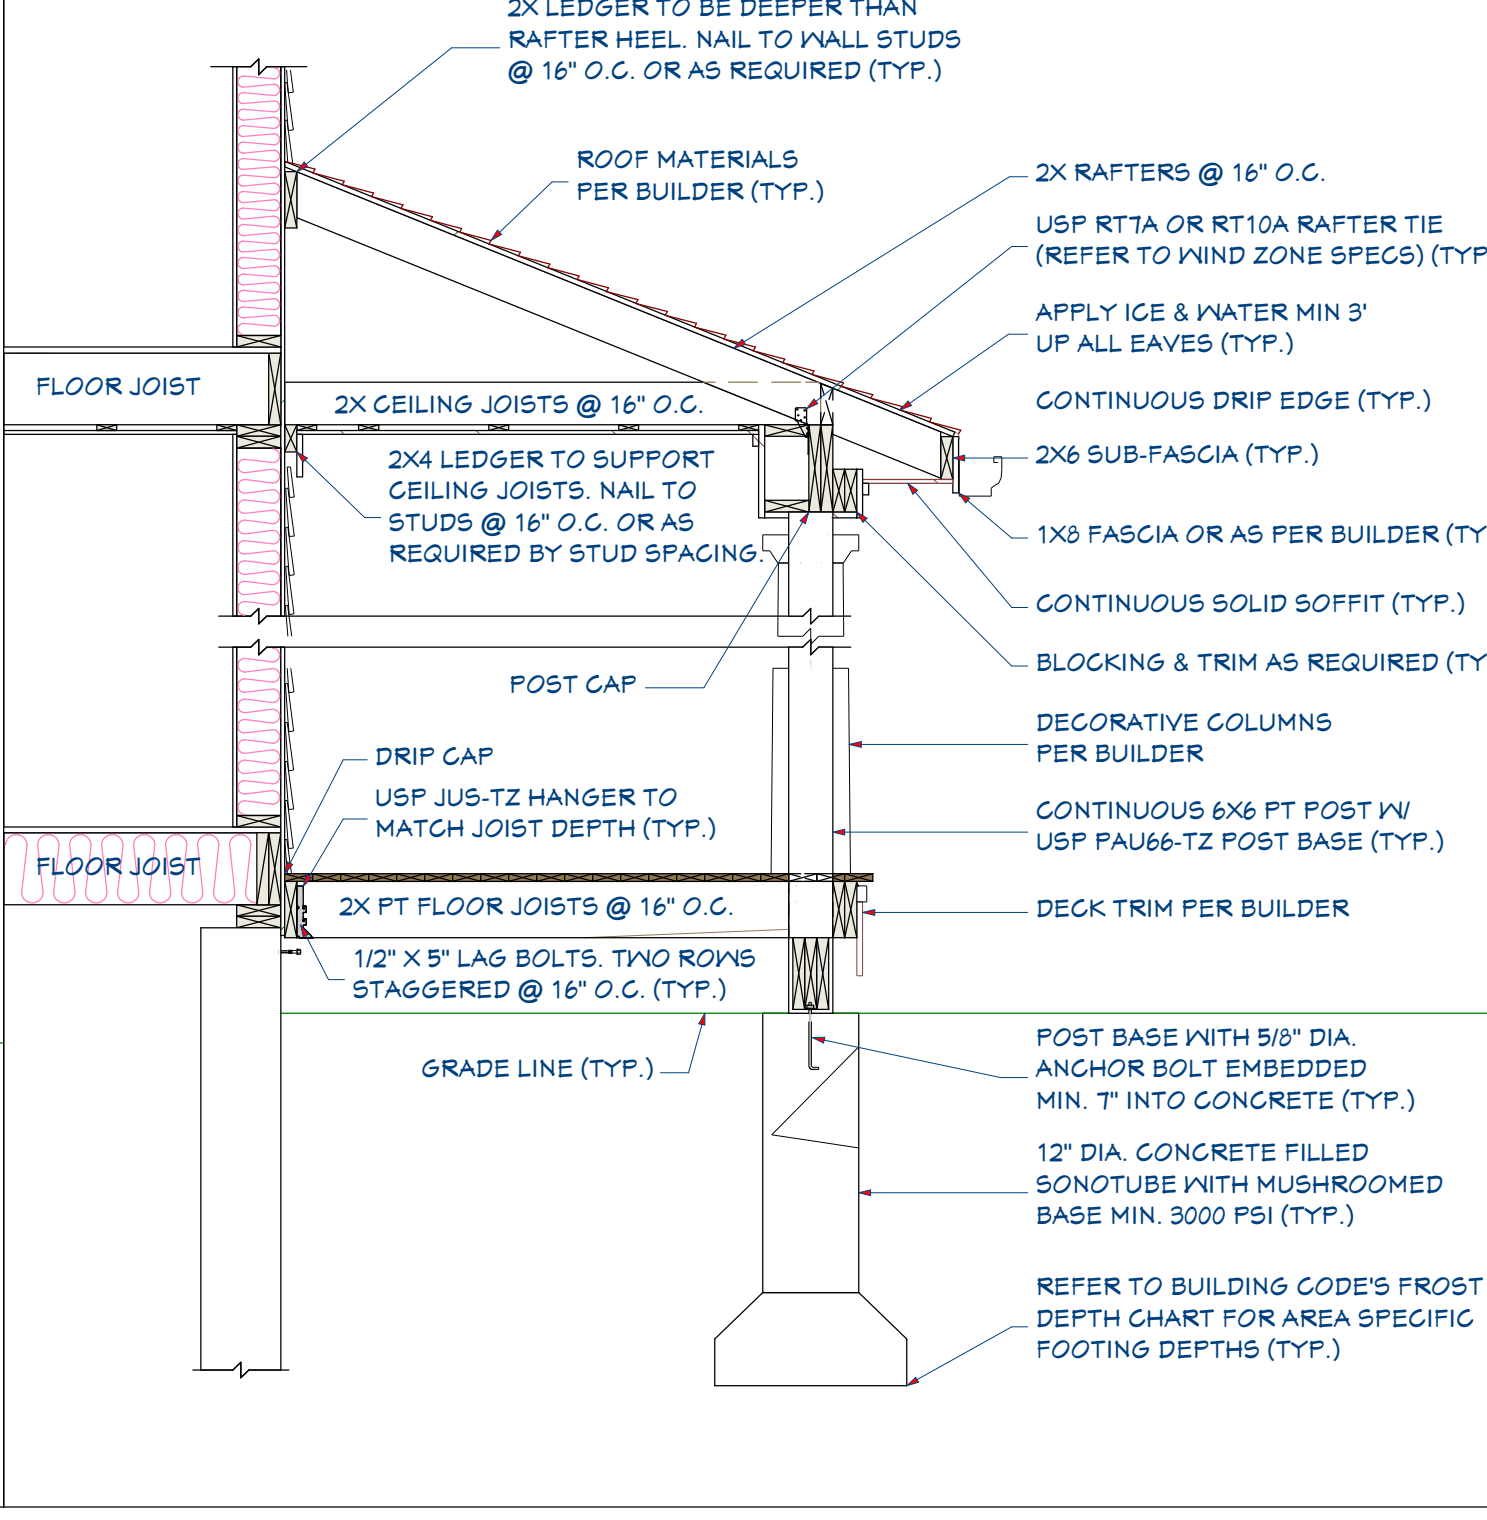 2X LEDGER TO BE DEEPER THAN
RAFTER HEEL. NAIL TO WALL STUDS
@ 16" O.C. OR AS REQUIRED (TYP.)
ROOF MATERIALS
PER BUILDER (TYP.)
2X RAFTERS @ 16" O.C.
USP RT7A OR RT10A RAFTER TIE
(REFER TO WIND ZONE SPECS) (TYP
APPLY ICE & WATER MIN 3'
UP ALL EAVES (TYP.)
FLOOR JOIST
2X CEILING JOISTS @ 16" O.C.
CONTINUOUS DRIP EDGE (TYP.)
2X6 SUB-FASCIA (TYP.)
2X4 LEDGER TO SUPPORT
CEILING JOISTS. NAIL TO
STUDS @ 16" O.C. OR AS
REQUIRED BY STUD SPACING.
1X8 FASCIA OR AS PER BUILDER (TY
CONTINUOUS SOLID SOFFIT (TYP.)
BLOCKING & TRIM AS REQUIRED (TY
POST CAP
DECORATIVE COLUMNS
PER BUILDER
DRIP CAP
USP JUS-TZ HANGER TO
MATCH JOIST DEPTH (TYP.)
CONTINUOUS 6X6 PT POST W/
USP PAU66-TZ POST BASE (TYP.)
FLOOR JOIST
2X PT FLOOR JOISTS @ 16" O.C.
DECK TRIM PER BUILDER
1/2" X 5" LAG BOLTS. TWO ROWS
STAGGERED @ 16" O.C. (TYP.)
GRADE LINE (TYP.)
POST BASE WITH 5/8" DIA.
ANCHOR BOLT EMBEDDED
MIN. 7" INTO CONCRETE (TYP.)
12" DIA. CONCRETE FILLED
SONOTUBE WITH MUSHROOMED
BASE MIN. 3000 PSI (TYP.)
REFER TO BUILDING CODE'S FROST
DEPTH CHART FOR AREA SPECIFIC
FOOTING DEPTHS (TYP.)